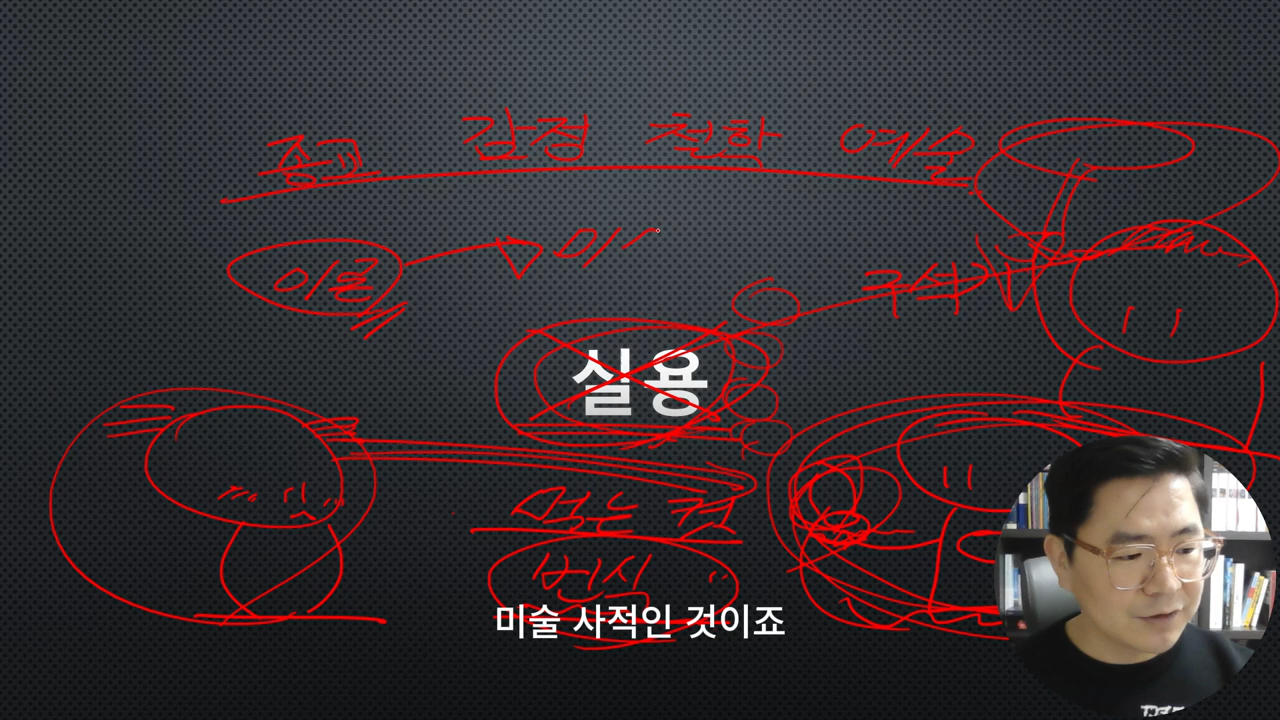 종교 감정 철학 예술
이론 미
구석기
실용
먹는 것
번식
미술 사적인 것이죠